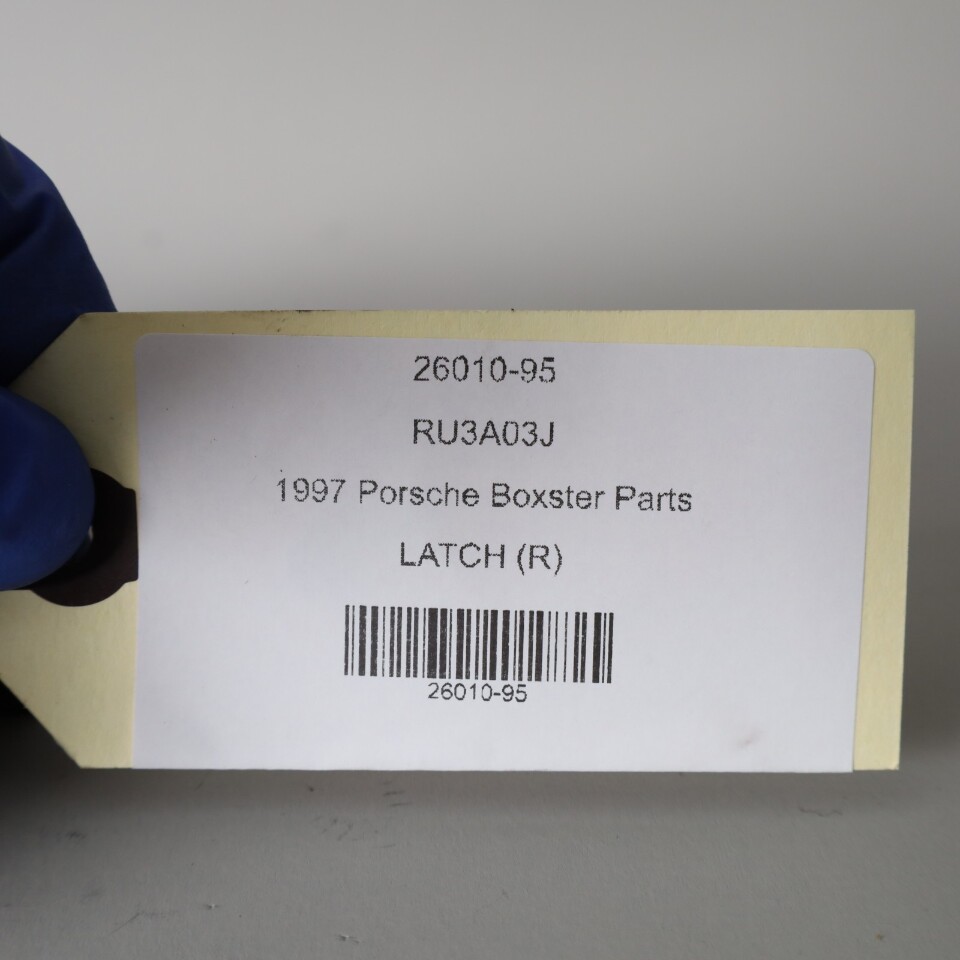 26010-95
RU3A03J
1997 Porsche Boxster Parts
LATCH (R)
26010-95